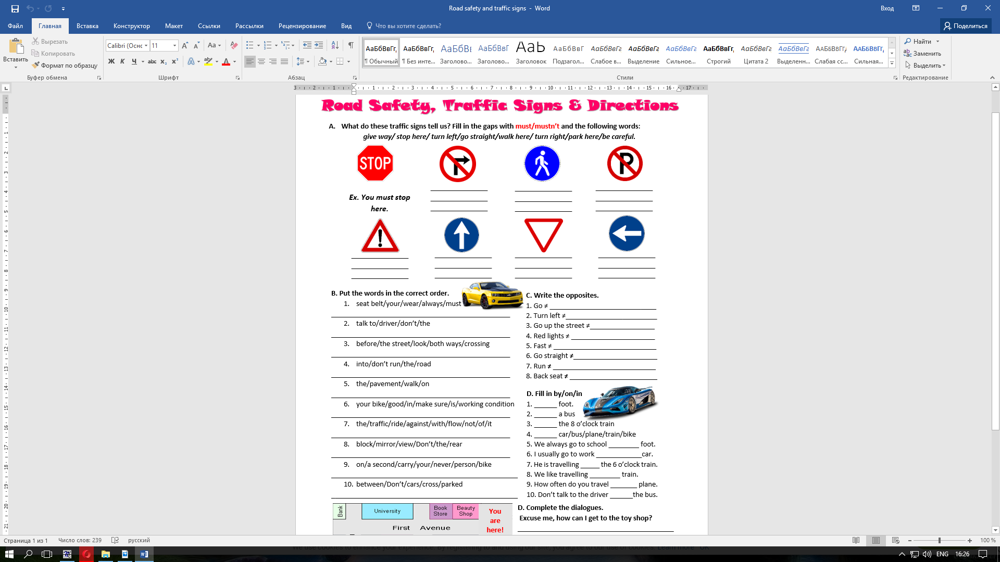 Road safety and traffic signs - Word
Вход
Файл Главная Вставка Конструктор Макет Ссылки Рассылки Рецензирование Вид Что вы хотите сделать? Поделиться
Вставить
Вырезать
Копировать
Формат по образцу
Буфер обмена
Calibri (Оснс 11
Шрифт
Абзац
АаБбВвГг, АаБбВвГг, АаБбВв АаБбВвГ Aab АаБбВвГ АаБбВвГг АаБбВвГг АаБбВвГг АаБбВвГг, АаБбВвГг АаБбВвГг АаБбВвГг АаБбВвГг,
¶ Обычный ¶ Без инте... Заголово... Заголово... Заголовок Подзагол... Слабое в... Выделение Сильное... Строгий Цитата 2 Выделенн... Слабая сс... Сильная...
Стили
Найти
Заменить
Выделить
Редактирование
Road Safety, Traffic Signs & Directions
A. What do these traffic signs tell us? Fill in the gaps with must/mustn't and the following words:
give way/ stop here/ turn left/go straight/walk here/ turn right/park here/be careful.
STOP
P
Ex. You must stop
here.
!
B. Put the words in the correct order.
1. seat belt/your/wear/always/must
2. talk to/driver/don't/the
3. before/the street/look/both ways/crossing
4. into/don't run/the/road
5. the/pavement/walk/on
6. your bike/good/in/make sure/is/working condition
7. the/traffic/ride/against/with/flow/not/of/it
8. block/mirror/view/Don't/the/rear
9. on/a second/carry/your/never/person/bike
10. between/Don't/cars/cross/parked
C. Write the opposites.
1. Go ≠ ____________________________
2. Turn left ≠_________________________
3. Go up the street ≠__________________
4. Red lights ≠ _______________________
5. Fast ≠ ____________________________
6. Go straight ≠_______________________
7. Run ≠ ____________________________
8. Back seat ≠ ________________________
D. Fill in by/on/in
1. ______ foot.
2. ______ a bus
3. ______ the 8 o'clock train
4. ______ car/bus/plane/train/bike
5. We always go to school ________ foot.
6. I usually go to work ____________car.
7. He is travelling _____ the 6 o'clock train.
8. We like travelling ________ train.
9. How often do you travel _______ plane.
10. Don't talk to the driver ______the bus.
Bank
University
Book
Store
Beauty
Shop
You
are
here!
First Avenue
D. Complete the dialogues.
Excuse me, how can I get to the toy shop?
Страница 1 из 1 Число слов: 239 русский 100 %
We use cookies to enhance your experience. By registering to and using our site, you agree to our use of cookies. Learn more OK
ENG 16:26